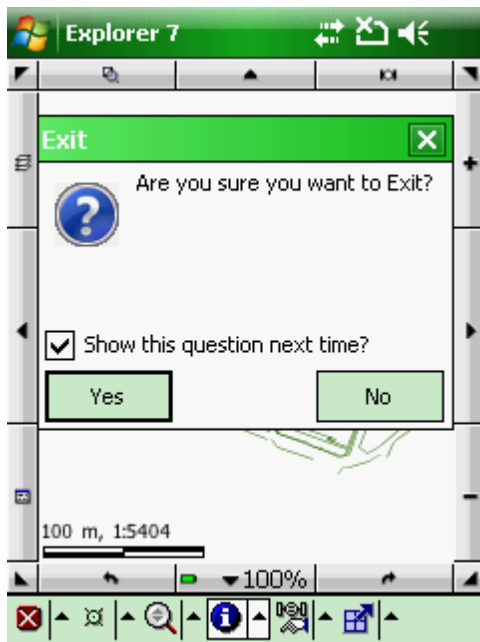 Explorer 7
Exit
Are you sure you want to Exit?
Show this question next time?
Yes
No
100 m, 1:5404
100%